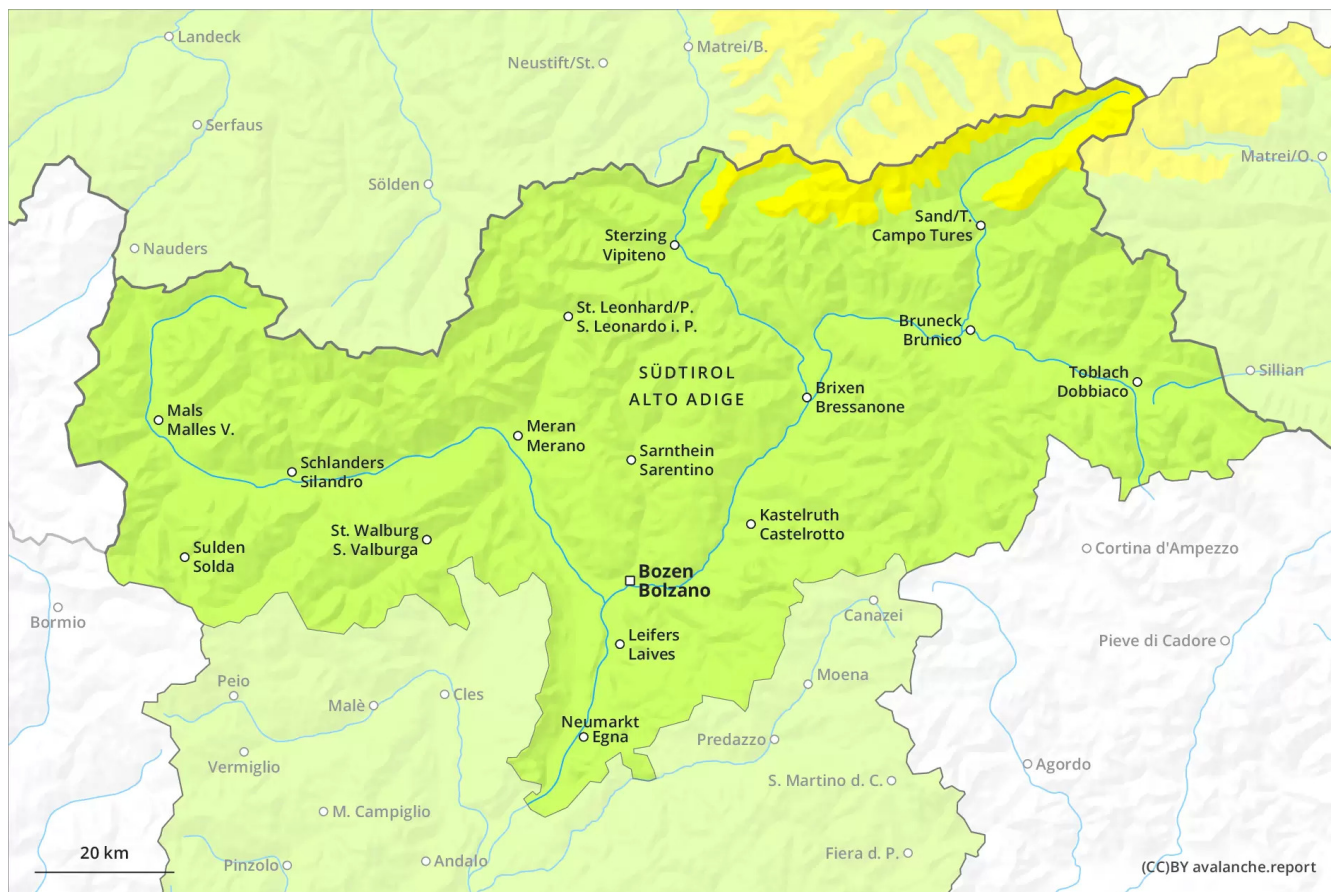 Landeck
Matrei/B.
Neustift/St.
Serfaus
Matrei/O.
Sölden
Sand/T.
Campo Tures
Sterzing
Vipiteno
Nauders
St. Leonhard/P.
S. Leonardo i. P.
Bruneck
Brunico
SÜDTIROL
ALTO ADIGE
Toblach
Dobbiaco
Sillian
Brixen
Bressanone
Mals
Malles V.
Meran
Merano
Sarnthein
Sarentino
Schlanders
Silandro
Kastelruth
Castelrotto
St. Walburg
S. Valburga
Sulden
Solda
Cortina d'Ampezzo
Bozen
Bolzano
Bormio
Canazei
Leifers
Laives
Pieve di Cadore
Moena
Peio
Cles
Malè
Neumarkt
Egna
Predazzo
Vermiglio
Agordo
S. Martino d. C.
M. Campiglio
20 km
Pinzolo
Andalo
Fiera d. P.
(CC)BY avalanche.report